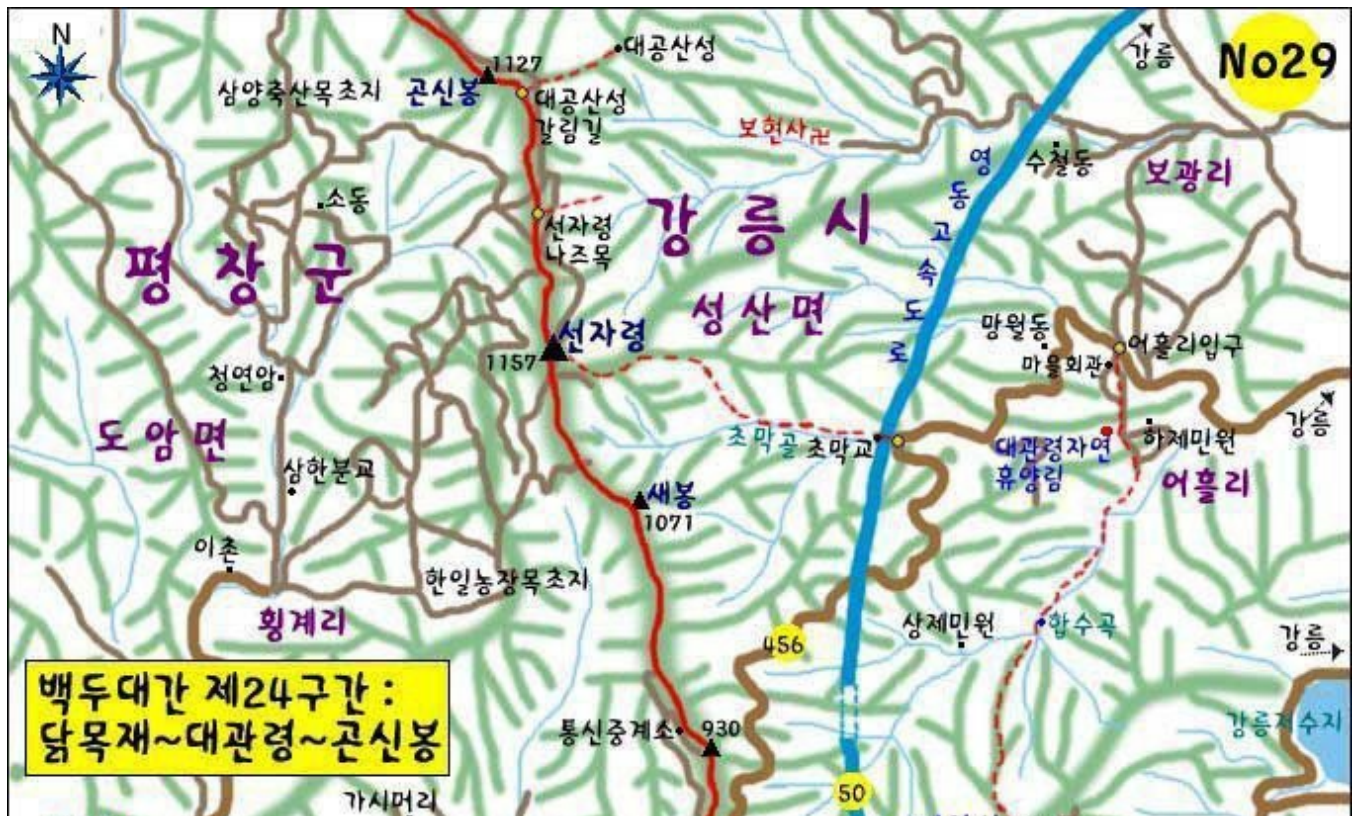 N
No29
강릉
대공산성
1127
곤신봉
삼양축산목초지
대공산성
갈림길
보현사卍
수철동
보광리
소동
영동고속도로
강릉시
선자령
나즈목
평창군
성산면
선자령
1157
망월동
어흘리입구
마을회관
청연암
강릉
도암면
초막골
초막교
대관령자연
휴양림
하제민원
어흘리
삼한분교
새봉
1071
이촌
한일농장목초지
횡계리
상제민원
합수곡
456
강릉
백두대간 제24구간 :
닭목재~대관령~곤신봉
통신중계소
930
강릉저수지
50
가시머리